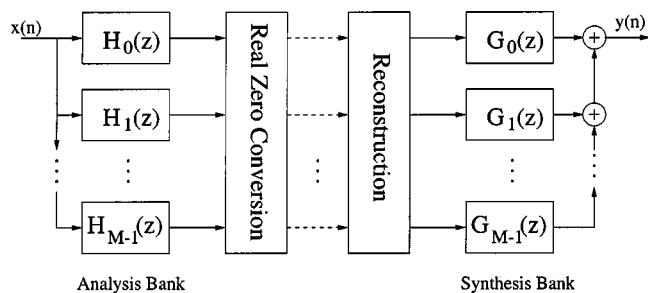 x(n)
H0(z)
H1(z)
HM-1(z)
Real Zero Conversion
Reconstruction
G0(z)
G1(z)
GM-1(z)
+
+
y(n)
Analysis Bank
Synthesis Bank